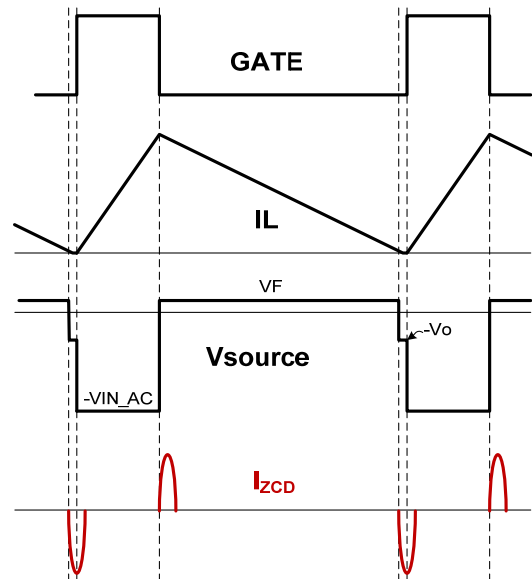 GATE
IL
VF
-Vo
Vsource
-VIN_AC
IZCD